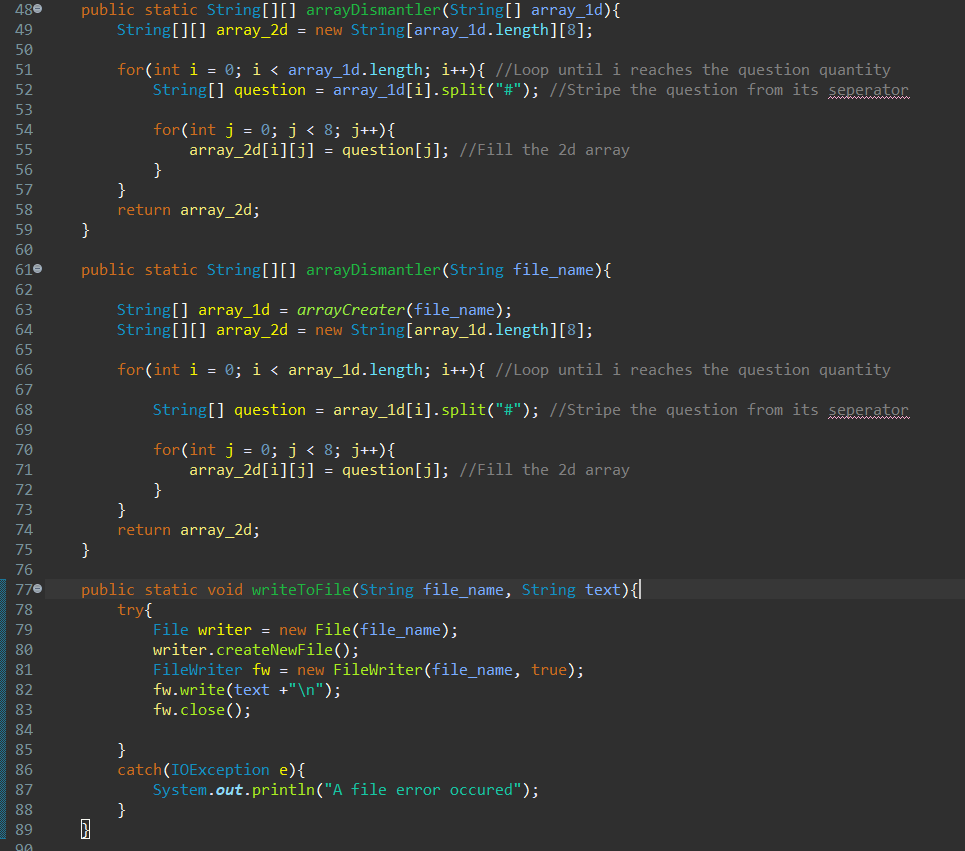 48 public static String[][] arrayDismantler(String[] array_1d){
49 String[][] array_2d = new String[array_1d.length][8];
50
51 for(int i = 0; i < array_1d.length; i++){ //Loop until i reaches the question quantity
52 String[] question = array_1d[i].split("#"); //Stripe the question from its seperator
53
54 for(int j = 0; j < 8; j++){
55 array_2d[i][j] = question[j]; //Fill the 2d array
56 }
57 }
58 return array_2d;
59 }
60
61 public static String[][] arrayDismantler(String file_name){
62
63 String[] array_1d = arrayCreater(file_name);
64 String[][] array_2d = new String[array_1d.length][8];
65
66 for(int i = 0; i < array_1d.length; i++){ //Loop until i reaches the question quantity
67
68 String[] question = array_1d[i].split("#"); //Stripe the question from its seperator
69
70 for(int j = 0; j < 8; j++){
71 array_2d[i][j] = question[j]; //Fill the 2d array
72 }
73 }
74 return array_2d;
75 }
76
77 public static void writeToFile(String file_name, String text){
78 try{
79 File writer = new File(file_name);
80 writer.createNewFile();
81 FileWriter fw = new FileWriter(file_name, true);
82 fw.write(text +"\n");
83 fw.close();
84
85 }
86 catch(IOException e){
87 System.out.println("A file error occured");
88 }
89 }
90